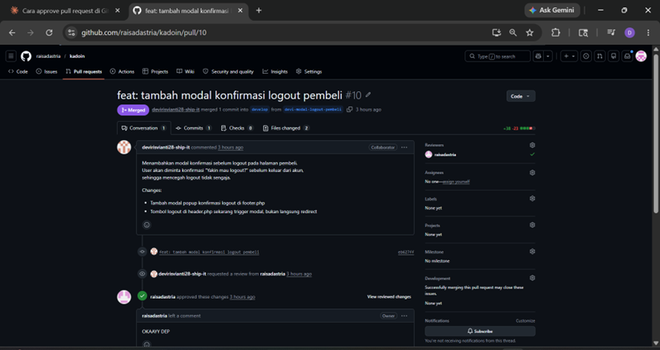 Cara approve pull request di Gi
feat: tambah modal konfirmasi l
Ask Gemini
github.com/raisadastria/kadoin/pull/10
raisadastria / kadoin
Type / to search
Code
Issues
Pull requests
Actions
Projects
Wiki
Security and quality
Insights
Settings
feat: tambah modal konfirmasi logout pembeli #10
Code
Merged
merged 1 commit into develop from devi-modal-logout-pembeli
3 hours ago
Conversation 1
Commits 1
Checks 0
Files changed 2
commented 3 hours ago
Collaborator
Menambahkan modal konfirmasi sebelum logout pada halaman pembeli.
User akan diminta konfirmasi "Yakin mau logout?" sebelum keluar dari akun,
sehingga mencegah logout tidak sengaja.
Changes:
• Tambah modal popup konfirmasi logout di footer.php
• Tombol logout di header.php sekarang trigger modal, bukan langsung redirect
feat: tambah modal konfirmasi logout pembeli
requested a review from raisadastria 3 hours ago
raisadastria approved these changes 3 hours ago
View reviewed changes
raisadastria left a comment
Owner
OKAAYY DEP
Reviewers
raisadastria
Assignees
No one—assign yourself
Labels
None yet
Projects
None yet
Milestone
No milestone
Development
Successfully merging this pull request may close these
issues.
None yet
Notifications
Customize
Subscribe
You're not receiving notifications from this thread.